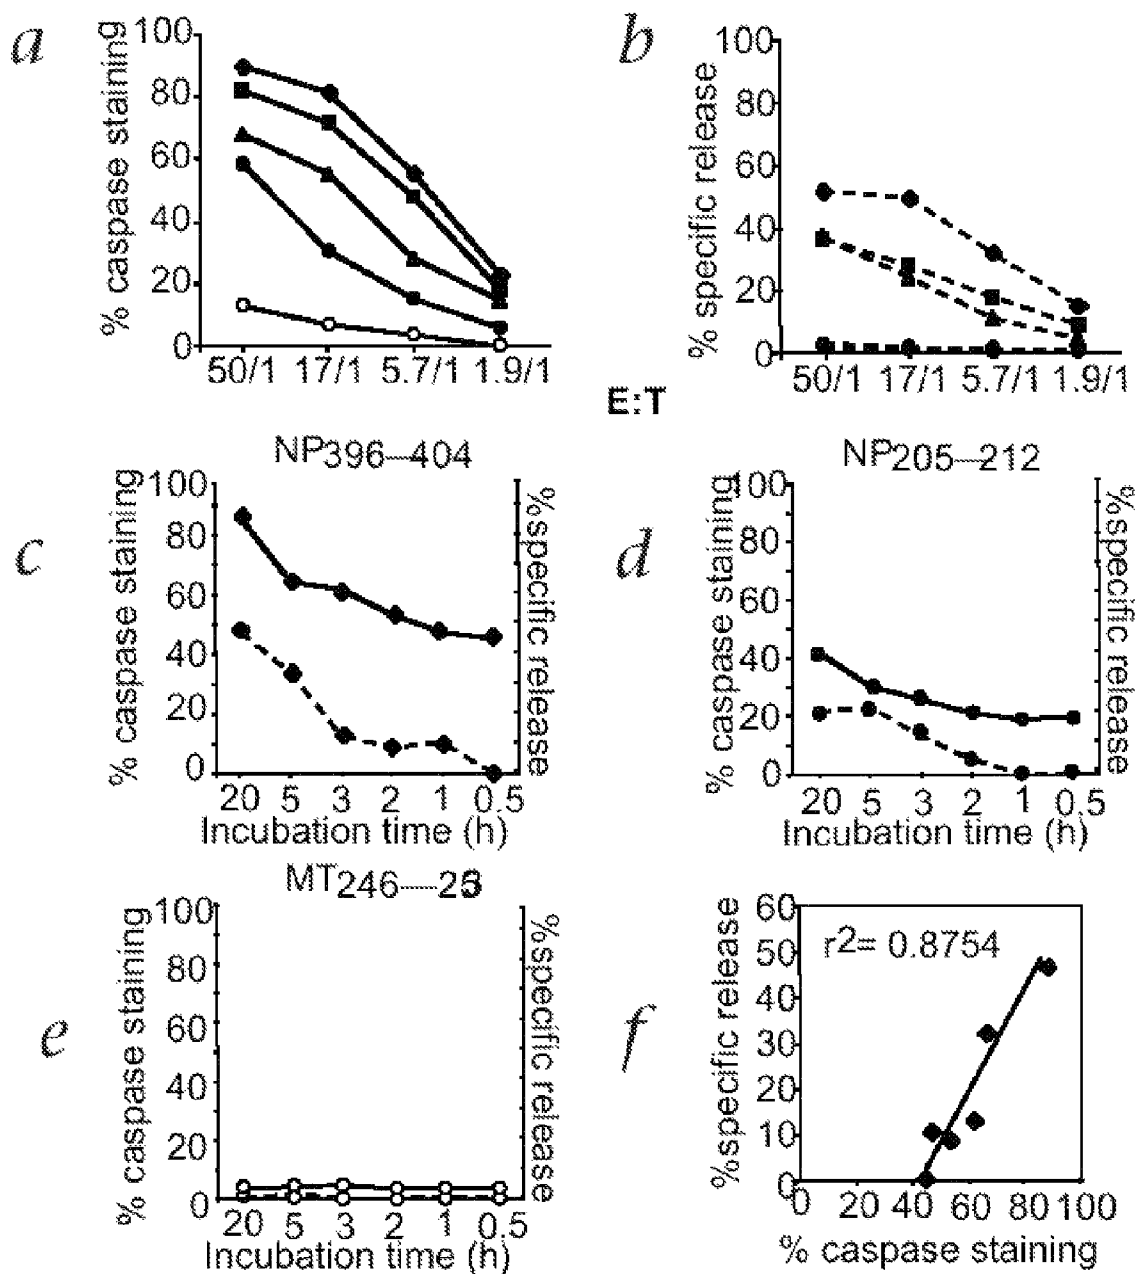 a
% caspase staining
100
80
60
40
20
0
50/1 17/1 5.7/1 1.9/1
b
% specific release
100
80
60
40
20
0
50/1 17/1 5.7/1 1.9/1
E:T
NP396–404
c
% caspase staining
100
80
60
40
20
0
%specific release
20 5 3 2 1 0.5
Incubation time (h)
NP205–212
d
% caspase staining
100
80
60
40
20
0
%specific release
20 5 3 2 1 0.5
Incubation time (h)
e
% caspase staining
100
80
60
40
20
0
%specific release
20 5 3 2 1 0.5
Incubation time (h)
f
%specific release
60
50
40
30
20
10
0
r2= 0.8754
0 20 40 60 80 100
% caspase staining